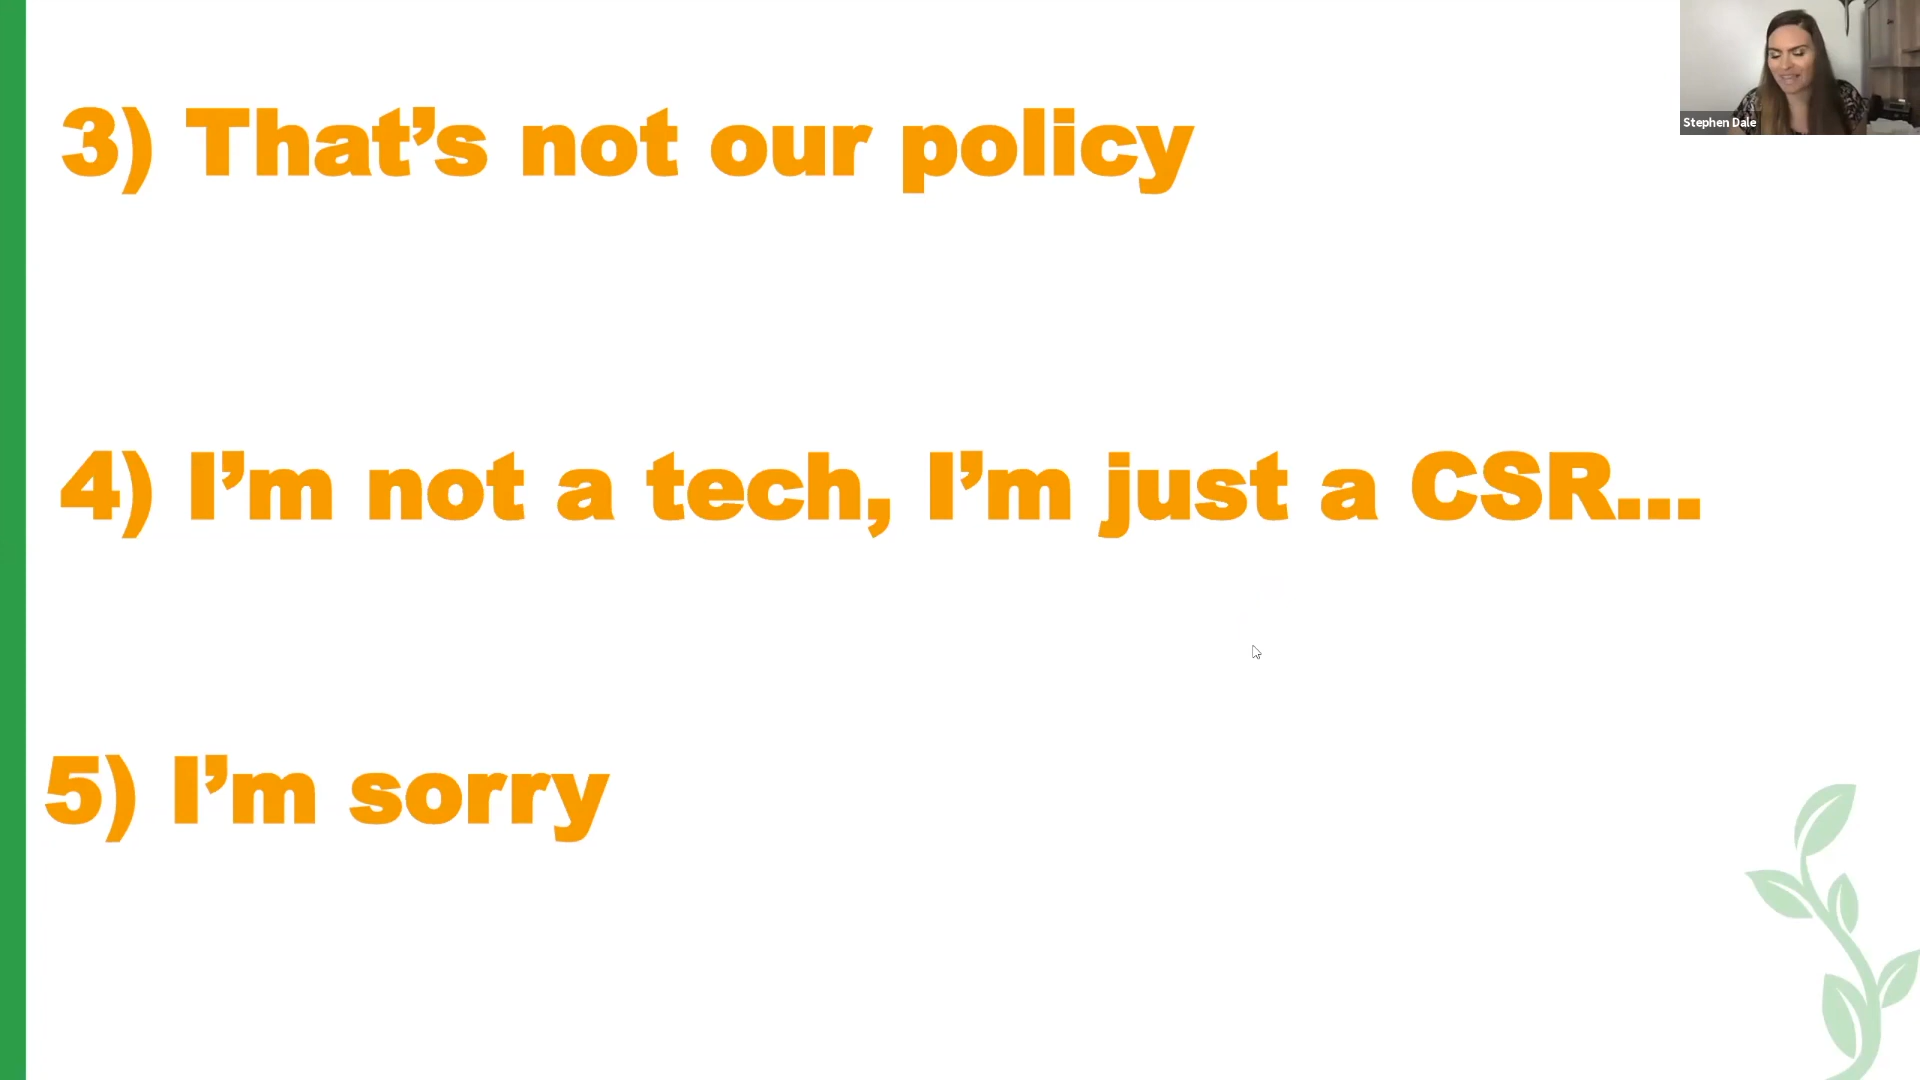 3) That’s not our policy
Stephen Dale
4) I’m not a tech, I’m just a CSR...
5) I’m sorry